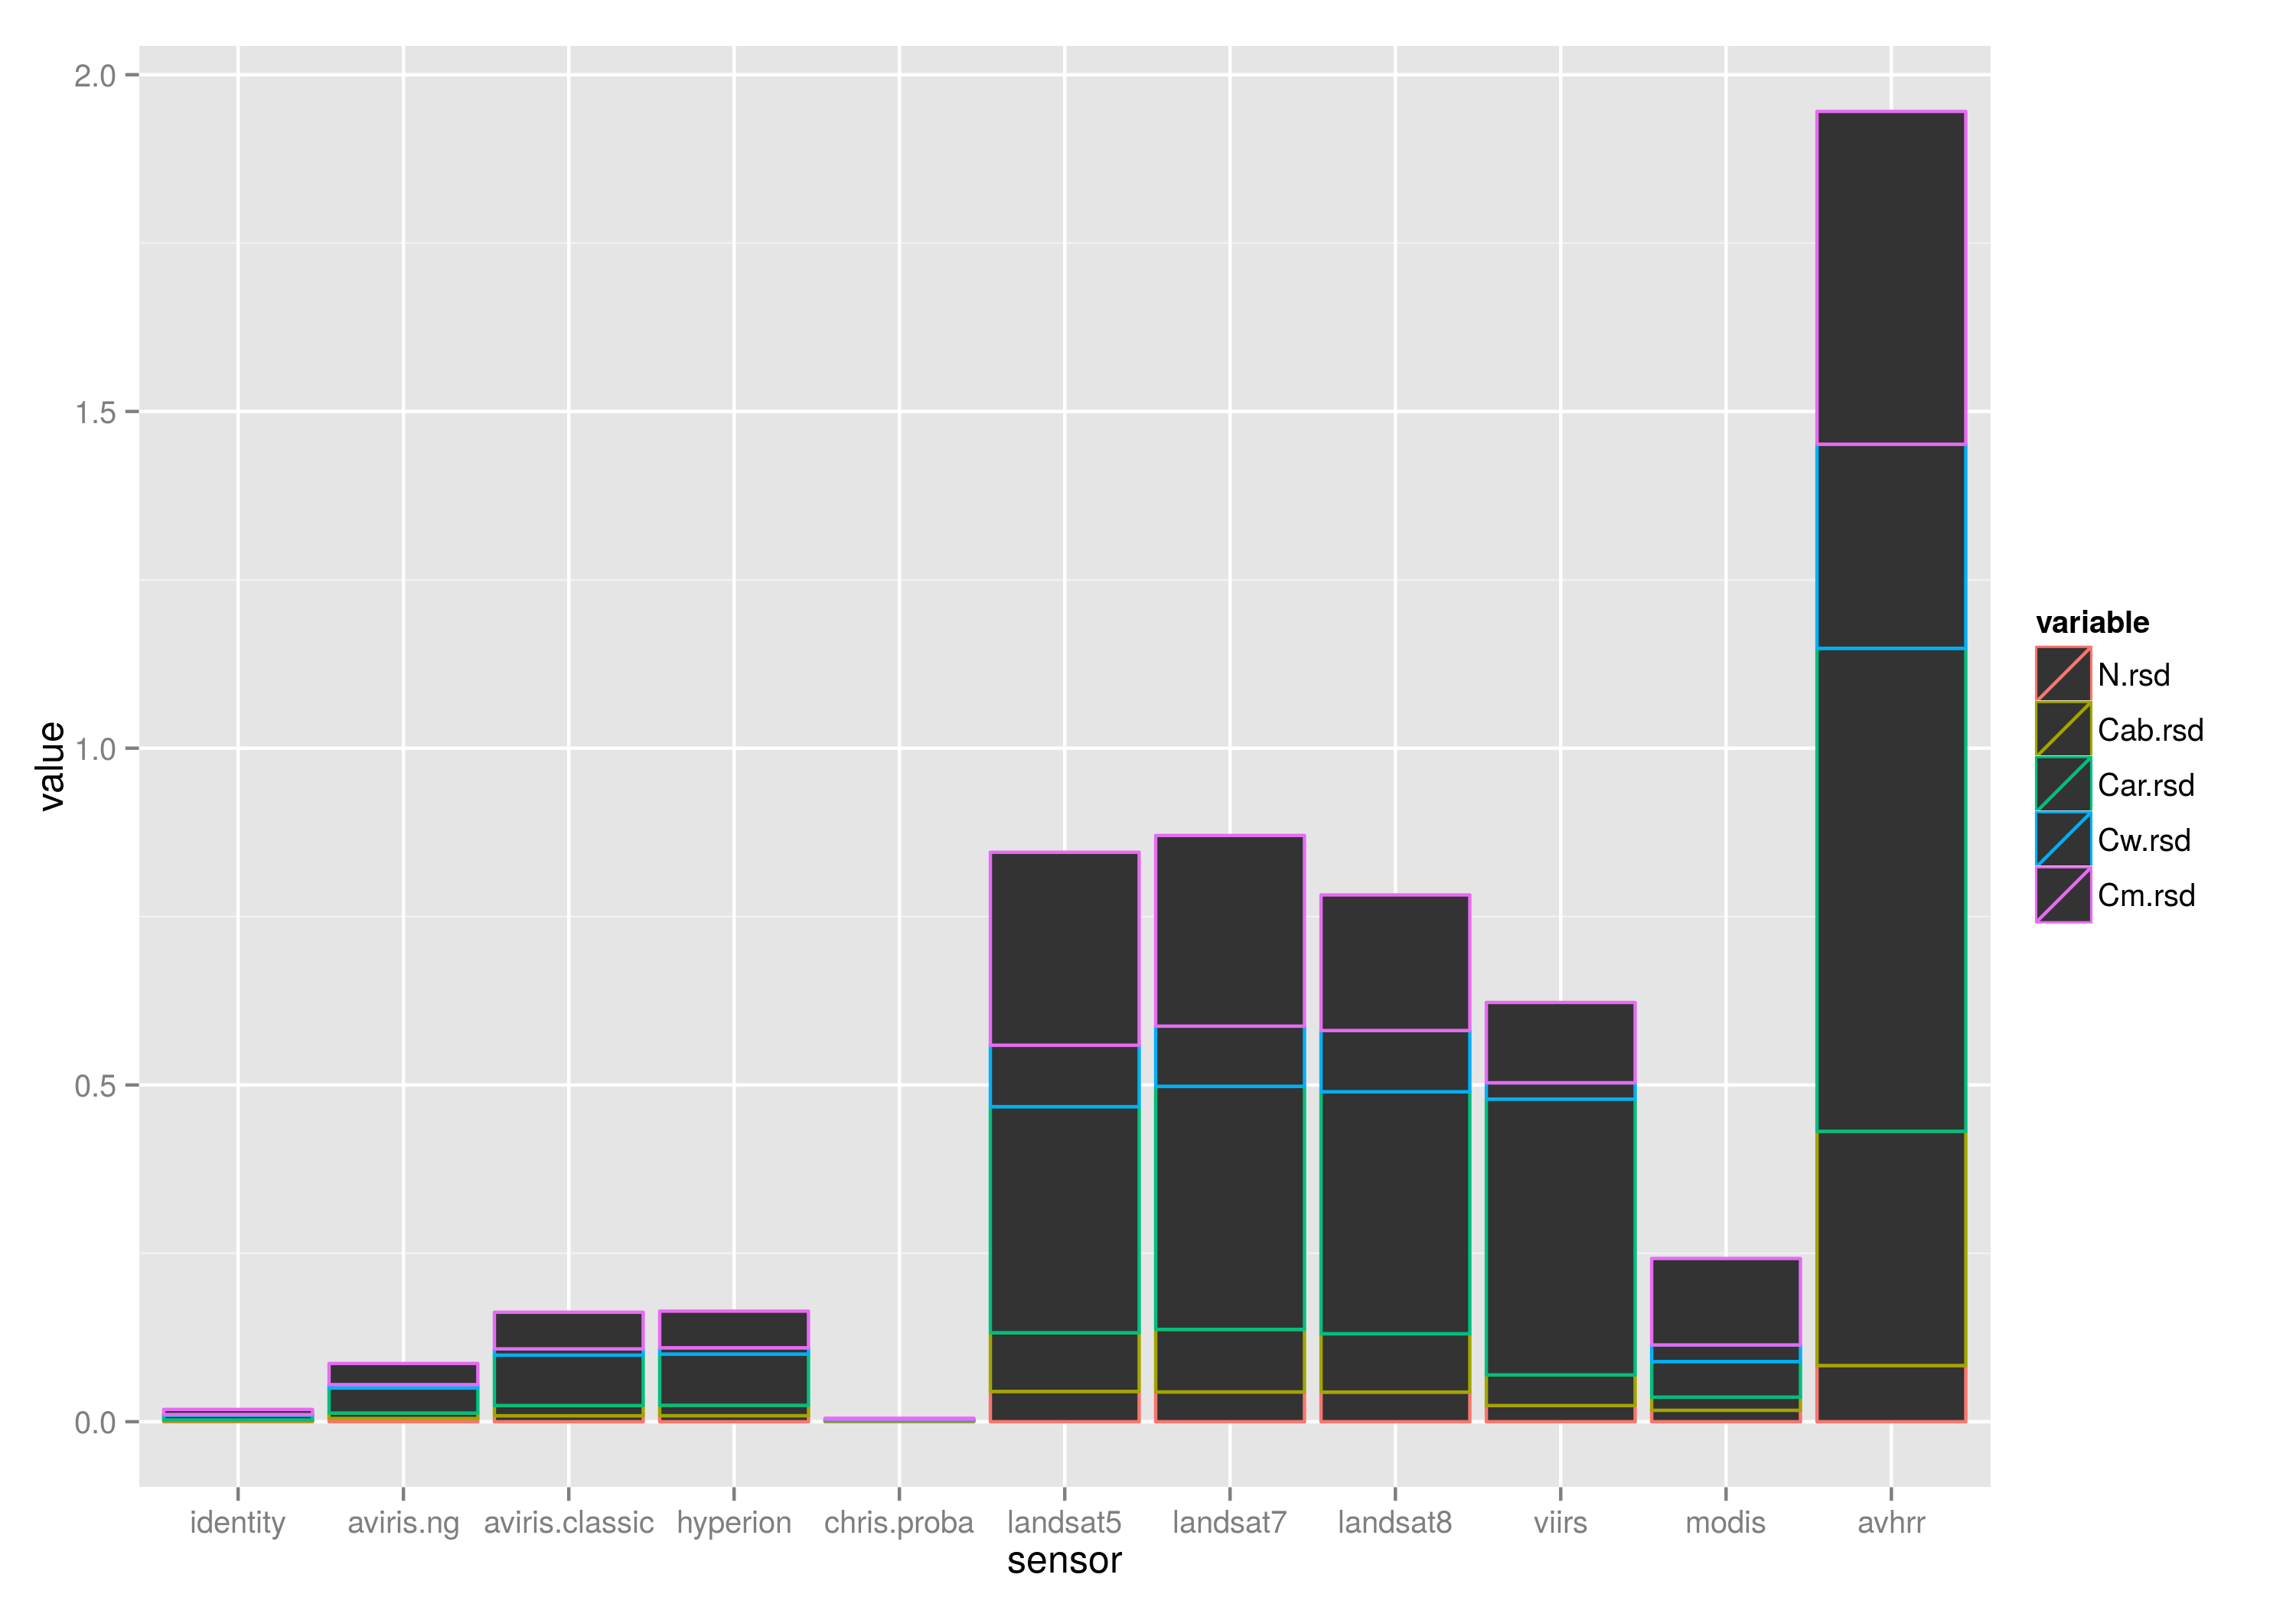 2.0
1.5
1.0
0.5
0.0
value
identity aviris.ng aviris.classic hyperion chris.proba landsat5 landsat7 landsat8 viirs modis avhrr
sensor
variable
N.rsd
Cab.rsd
Car.rsd
Cw.rsd
Cm.rsd